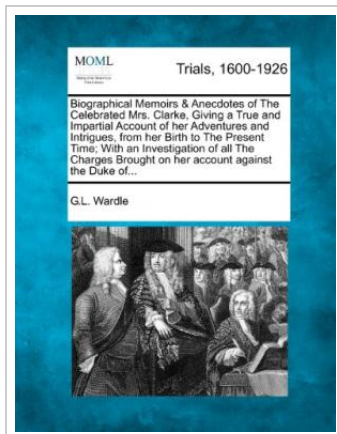 MOML
Trials, 1600-1926
Biographical Memoirs & Anecdotes of The
Celebrated Mrs. Clarke, Giving a True and
Impartial Account of her Adventures and
Intrigues, from her Birth to The Present
Time; With an Investigation of all The
Charges Brought on her account against
the Duke of...
G.L. Wardle